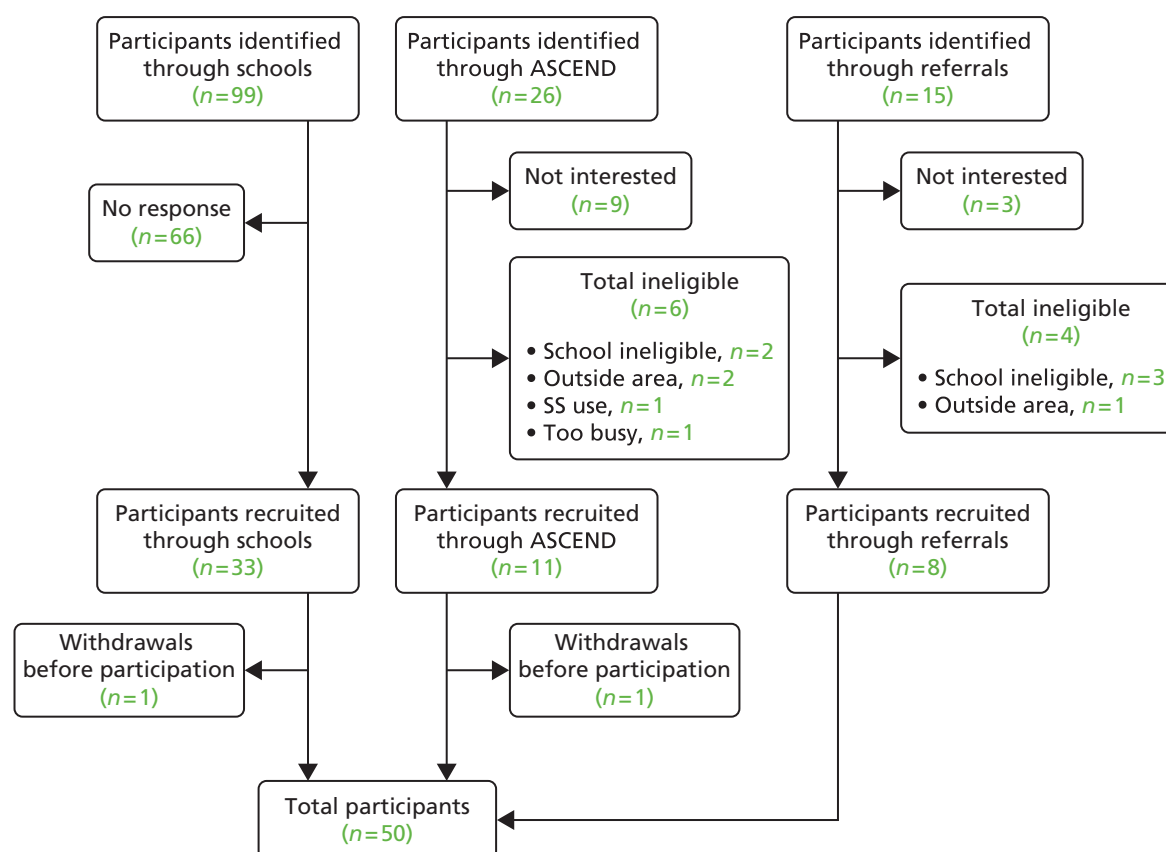 Participants identified
through schools
(n=99)
Participants identified
through ASCEND
(n=26)
Participants identified
through referrals
(n=15)
No response
(n=66)
Not interested
(n=9)
Not interested
(n=3)
Total ineligible
(n=6)
• School ineligible, n=2
• Outside area, n=2
• SS use, n=1
• Too busy, n=1
Total ineligible
(n=4)
• School ineligible, n=3
• Outside area, n=1
Participants recruited
through schools
(n=33)
Participants recruited
through ASCEND
(n=11)
Participants recruited
through referrals
(n=8)
Withdrawals
before participation
(n=1)
Withdrawals
before participation
(n=1)
Total participants
(n=50)